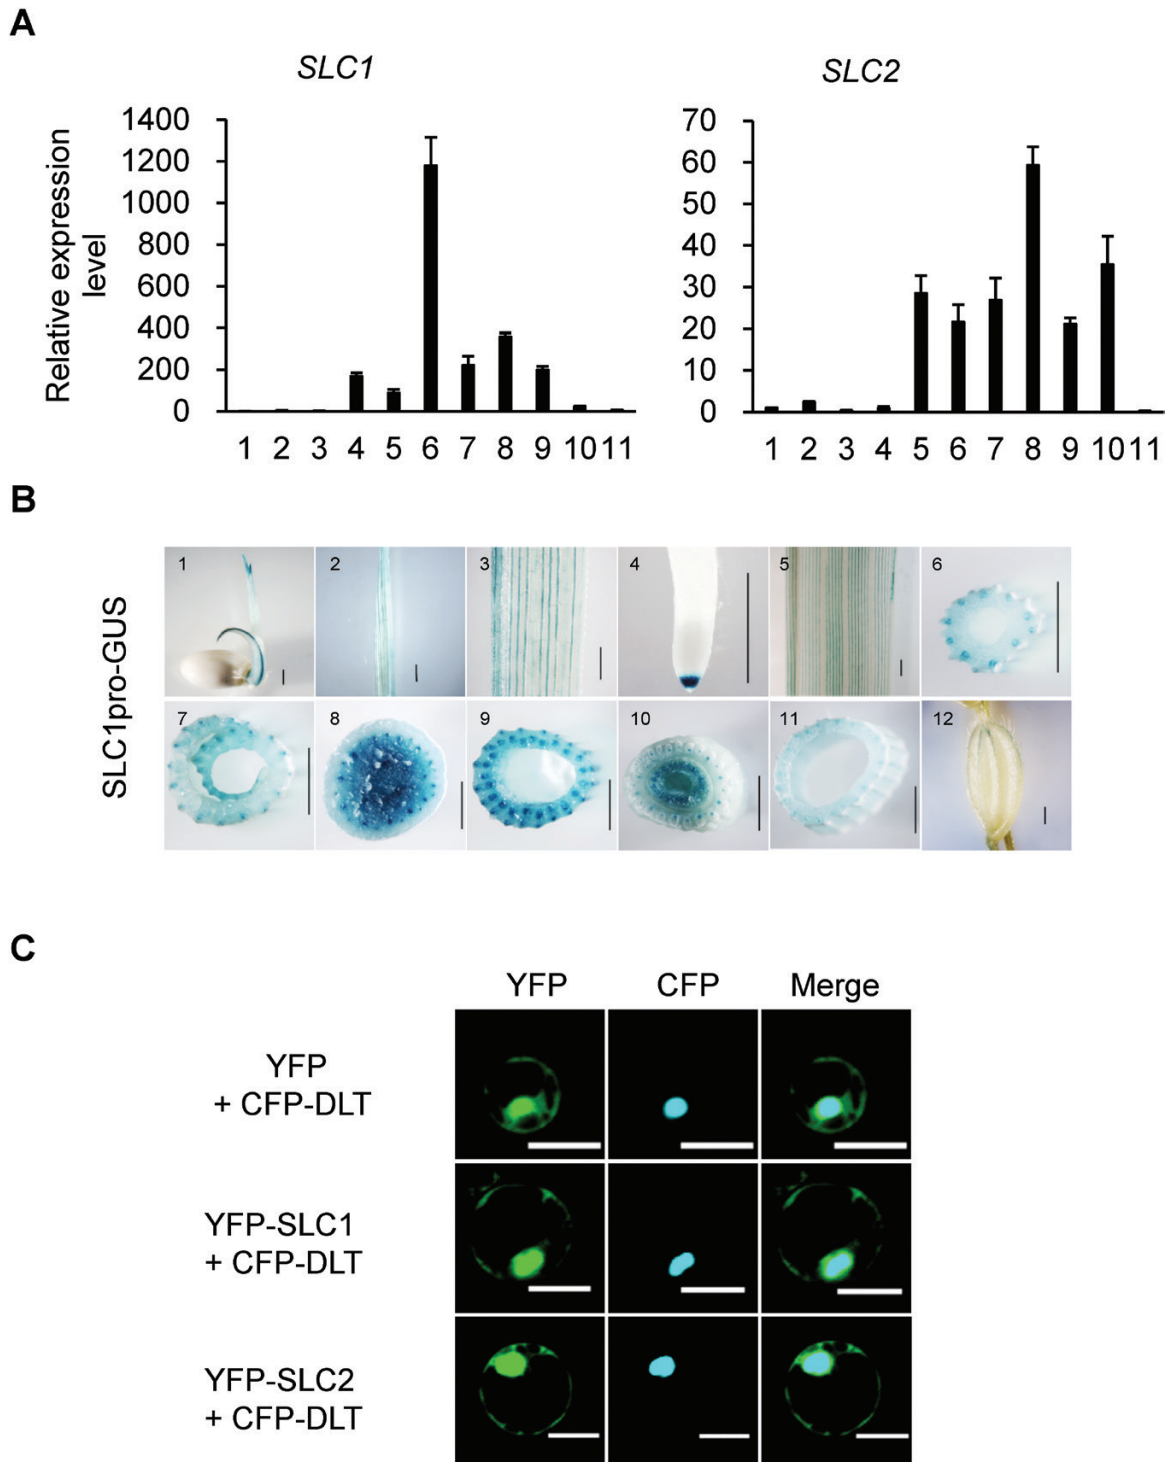 A
SLC1
SLC2
Relative expression
level
1400
1200
1000
800
600
400
200
0
1 2 3 4 5 6 7 8 9 10 11
70
60
50
40
30
20
10
0
1 2 3 4 5 6 7 8 9 10 11
B
SLC1pro-GUS
1 2 3 4 5 6
7 8 9 10 11 12
C
YFP CFP Merge
YFP
+ CFP-DLT
YFP-SLC1
+ CFP-DLT
YFP-SLC2
+ CFP-DLT